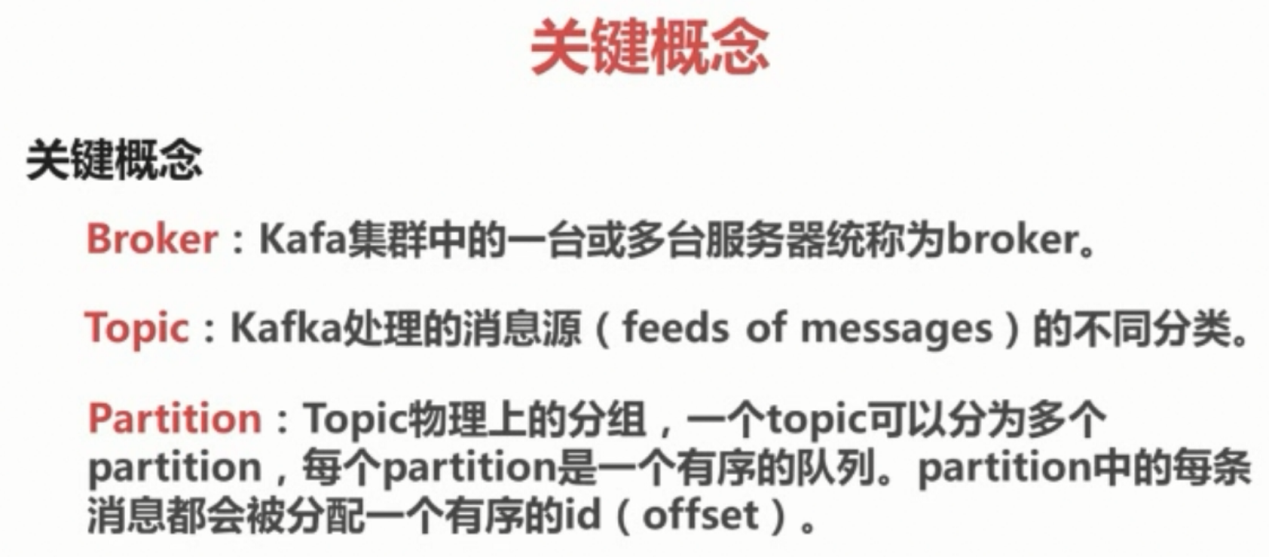 关键概念
关键概念
Broker：Kafa集群中的一台或多台服务器统称为broker。
Topic：Kafka处理的消息源（feeds of messages）的不同分类。
Partition：Topic物理上的分组，一个topic可以分为多个
partition，每个partition是一个有序的队列。partition中的每条
消息都会被分配一个有序的id（offset）。